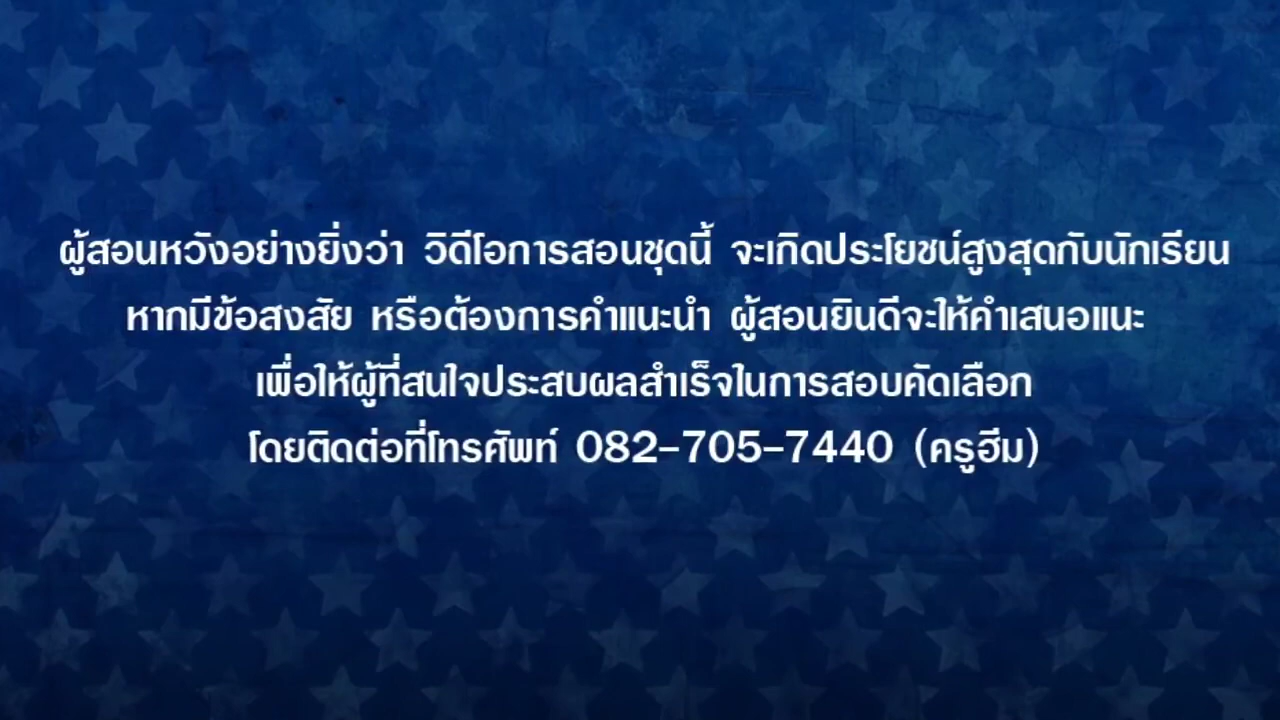 ผู้สอนหวังอย่างยิ่งว่า วิดีโอการสอนชุดนี้ จะเกิดประโยชน์สูงสุดกับนักเรียน
หากมีข้อสงสัย หรือต้องการคำแนะนำ ผู้สอนยินดีจะให้คำเสนอแนะ
เพื่อให้ผู้ที่สนใจประสบผลสำเร็จในการสอบคัดเลือก
โดยติดต่อที่โทรศัพท์ 082-705-7440 (ครูฮีม)